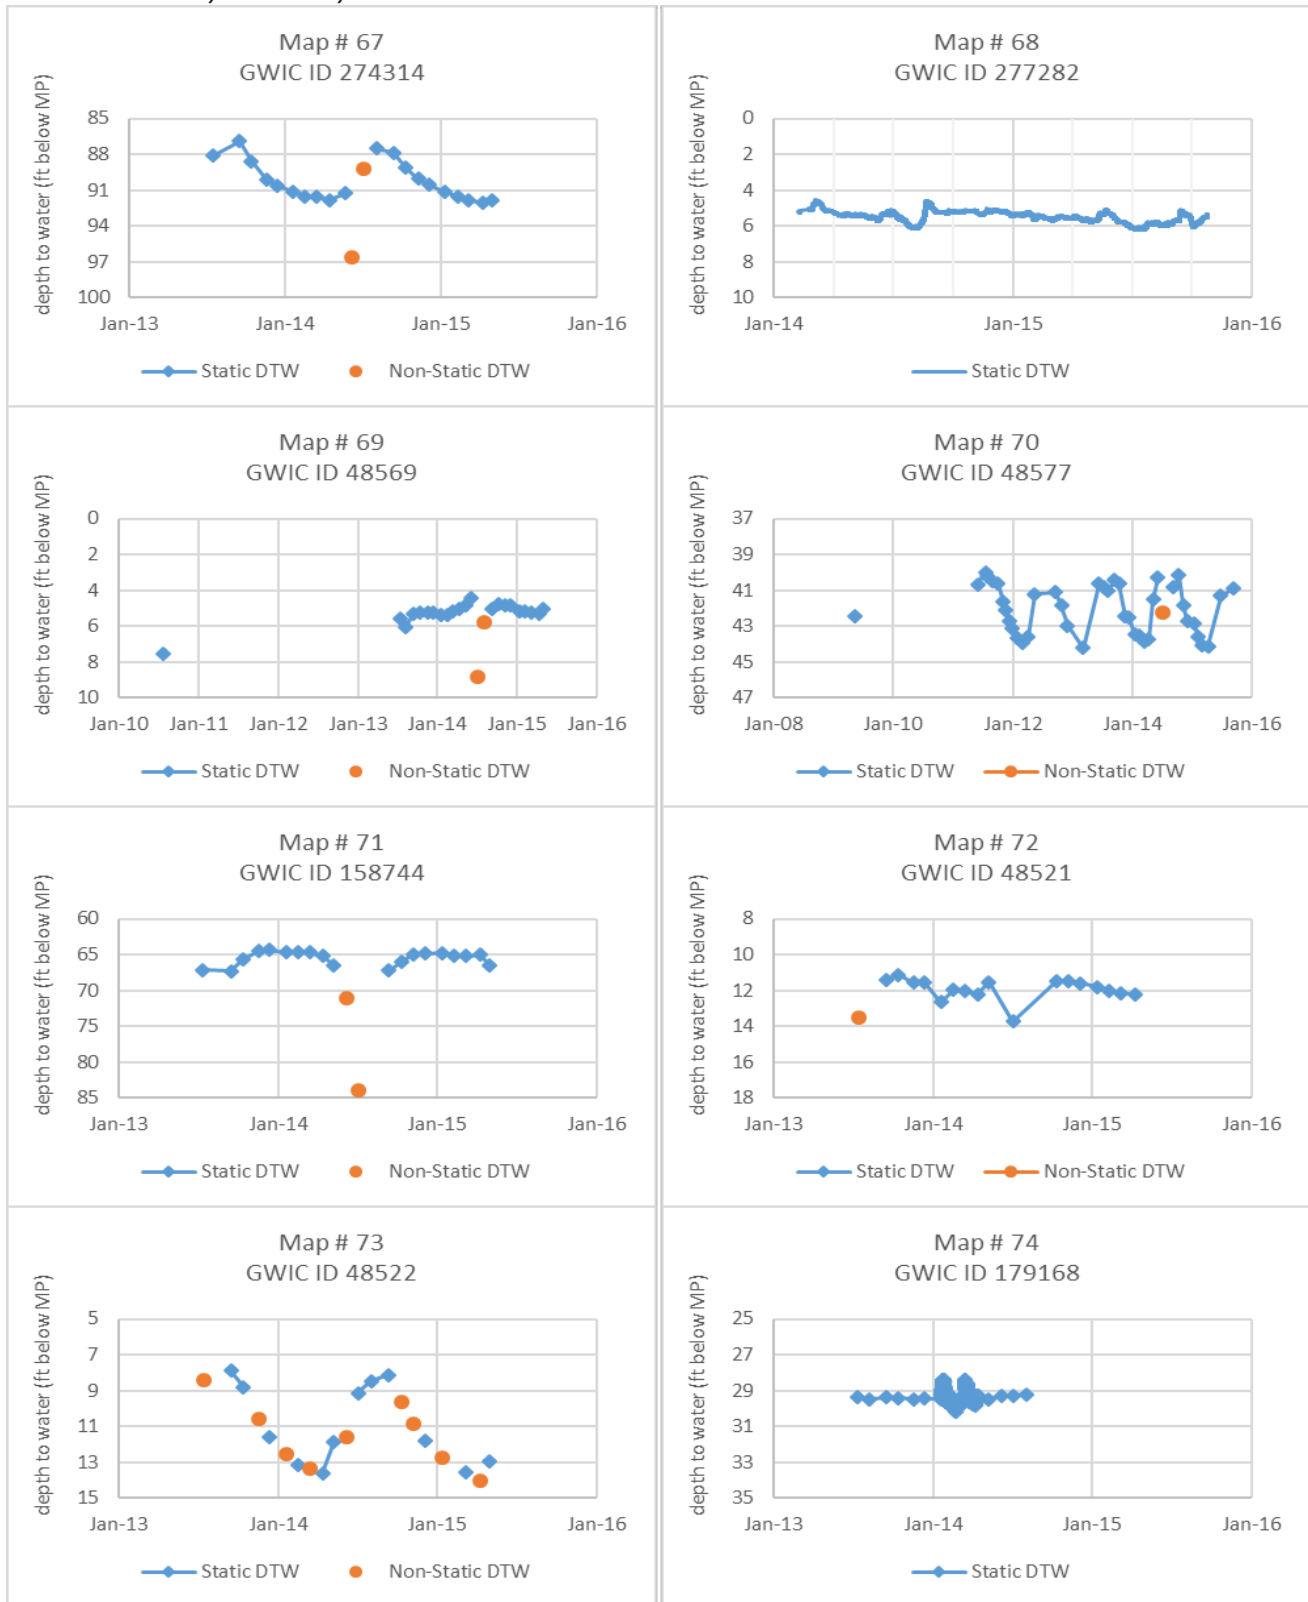 Map # 67
GWIC ID 274314
depth to water (ft below MP)
85
88
91
94
97
100
Jan-13 Jan-14 Jan-15 Jan-16
Static DTW Non-Static DTW
Map # 68
GWIC ID 277282
depth to water (ft below MP)
0
2
4
6
8
10
Jan-14 Jan-15 Jan-16
Static DTW
Map # 69
GWIC ID 48569
depth to water (ft below MP)
0
2
4
6
8
10
Jan-10 Jan-11 Jan-12 Jan-13 Jan-14 Jan-15 Jan-16
Static DTW Non-Static DTW
Map # 70
GWIC ID 48577
depth to water (ft below MP)
37
39
41
43
45
47
Jan-08 Jan-10 Jan-12 Jan-14 Jan-16
Static DTW Non-Static DTW
Map # 71
GWIC ID 158744
depth to water (ft below MP)
60
65
70
75
80
85
Jan-13 Jan-14 Jan-15 Jan-16
Static DTW Non-Static DTW
Map # 72
GWIC ID 48521
depth to water (ft below MP)
8
10
12
14
16
18
Jan-13 Jan-14 Jan-15 Jan-16
Static DTW Non-Static DTW
Map # 73
GWIC ID 48522
depth to water (ft below MP)
5
7
9
11
13
15
Jan-13 Jan-14 Jan-15 Jan-16
Static DTW Non-Static DTW
Map # 74
GWIC ID 179168
depth to water (ft below MP)
25
27
29
31
33
35
Jan-13 Jan-14 Jan-15 Jan-16
Static DTW